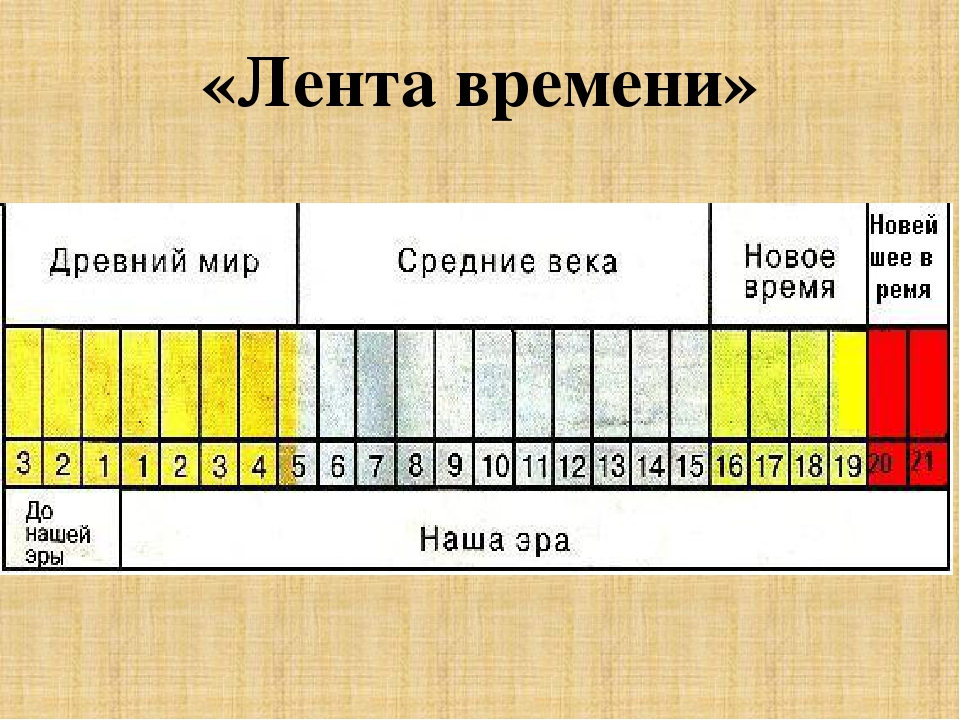 «Лента времени»
Древний мир
Средние века
Новое
время
Новей
шее в
ремя
3 2 1 1 2 3 4 5 6 7 8 9 10 11 12 13 14 15 16 17 18 19 20 21
До
нашей
эры
Наша эра